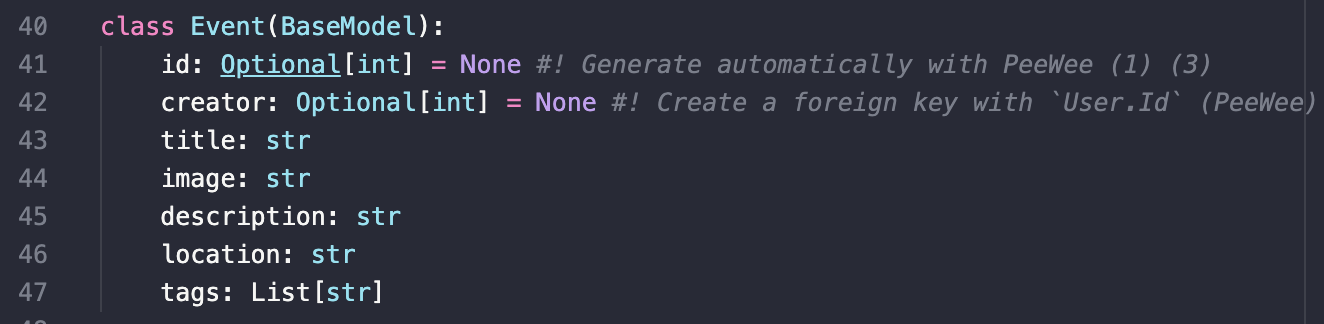 40 class Event(BaseModel):
41 id: Optional[int] = None #! Generate automatically with PeeWee (1) (3)
42 creator: Optional[int] = None #! Create a foreign key with `User.Id` (PeeWee)
43 title: str
44 image: str
45 description: str
46 location: str
47 tags: List[str]